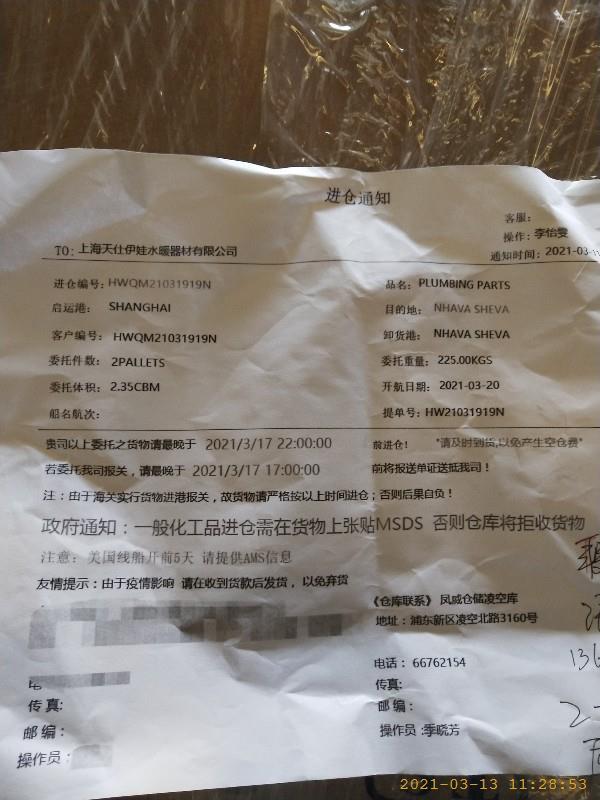 进仓通知
客服：
操作：李怡雯
TO：上海天仕伊娃水暖器材有限公司
通知时间：2021-03-11
进仓编号：HWQM21031919N
品名：PLUMBING PARTS
启运港：SHANGHAI
目的地：NHAVA SHEVA
客户编号：HWQM21031919N
卸货港：NHAVA SHEVA
委托件数：2PALLETS
委托重量：225.00KGS
委托体积：2.35CBM
开航日期：2021-03-20
船名航次：
提单号：HW21031919N
贵司以上委托之货物请最晚于 2021/3/17 22:00:00 前进仓！ *请及时到货,以免产生空仓费*
若委托我司报关，请最晚于 2021/3/17 17:00:00 前将报送单证送抵我司！
注：由于海关实行货物进港报关，故货物请严格按以上时间进仓；否则后果自负！
政府通知：一般化工品进仓需在货物上张贴MSDS 否则仓库将拒收货物
注意：美国线船开前5天 请提供AMS信息
友情提示：由于疫情影响 请在收到货款后发货，以免弃货
《仓库联系》凤威仓储凌空库
地址：浦东新区凌空北路3160号
电话：66762154
传真：
传真：
邮编：
邮编：
操作员：
操作员：季晓芳
136
2-
2021-03-13 11:28:53